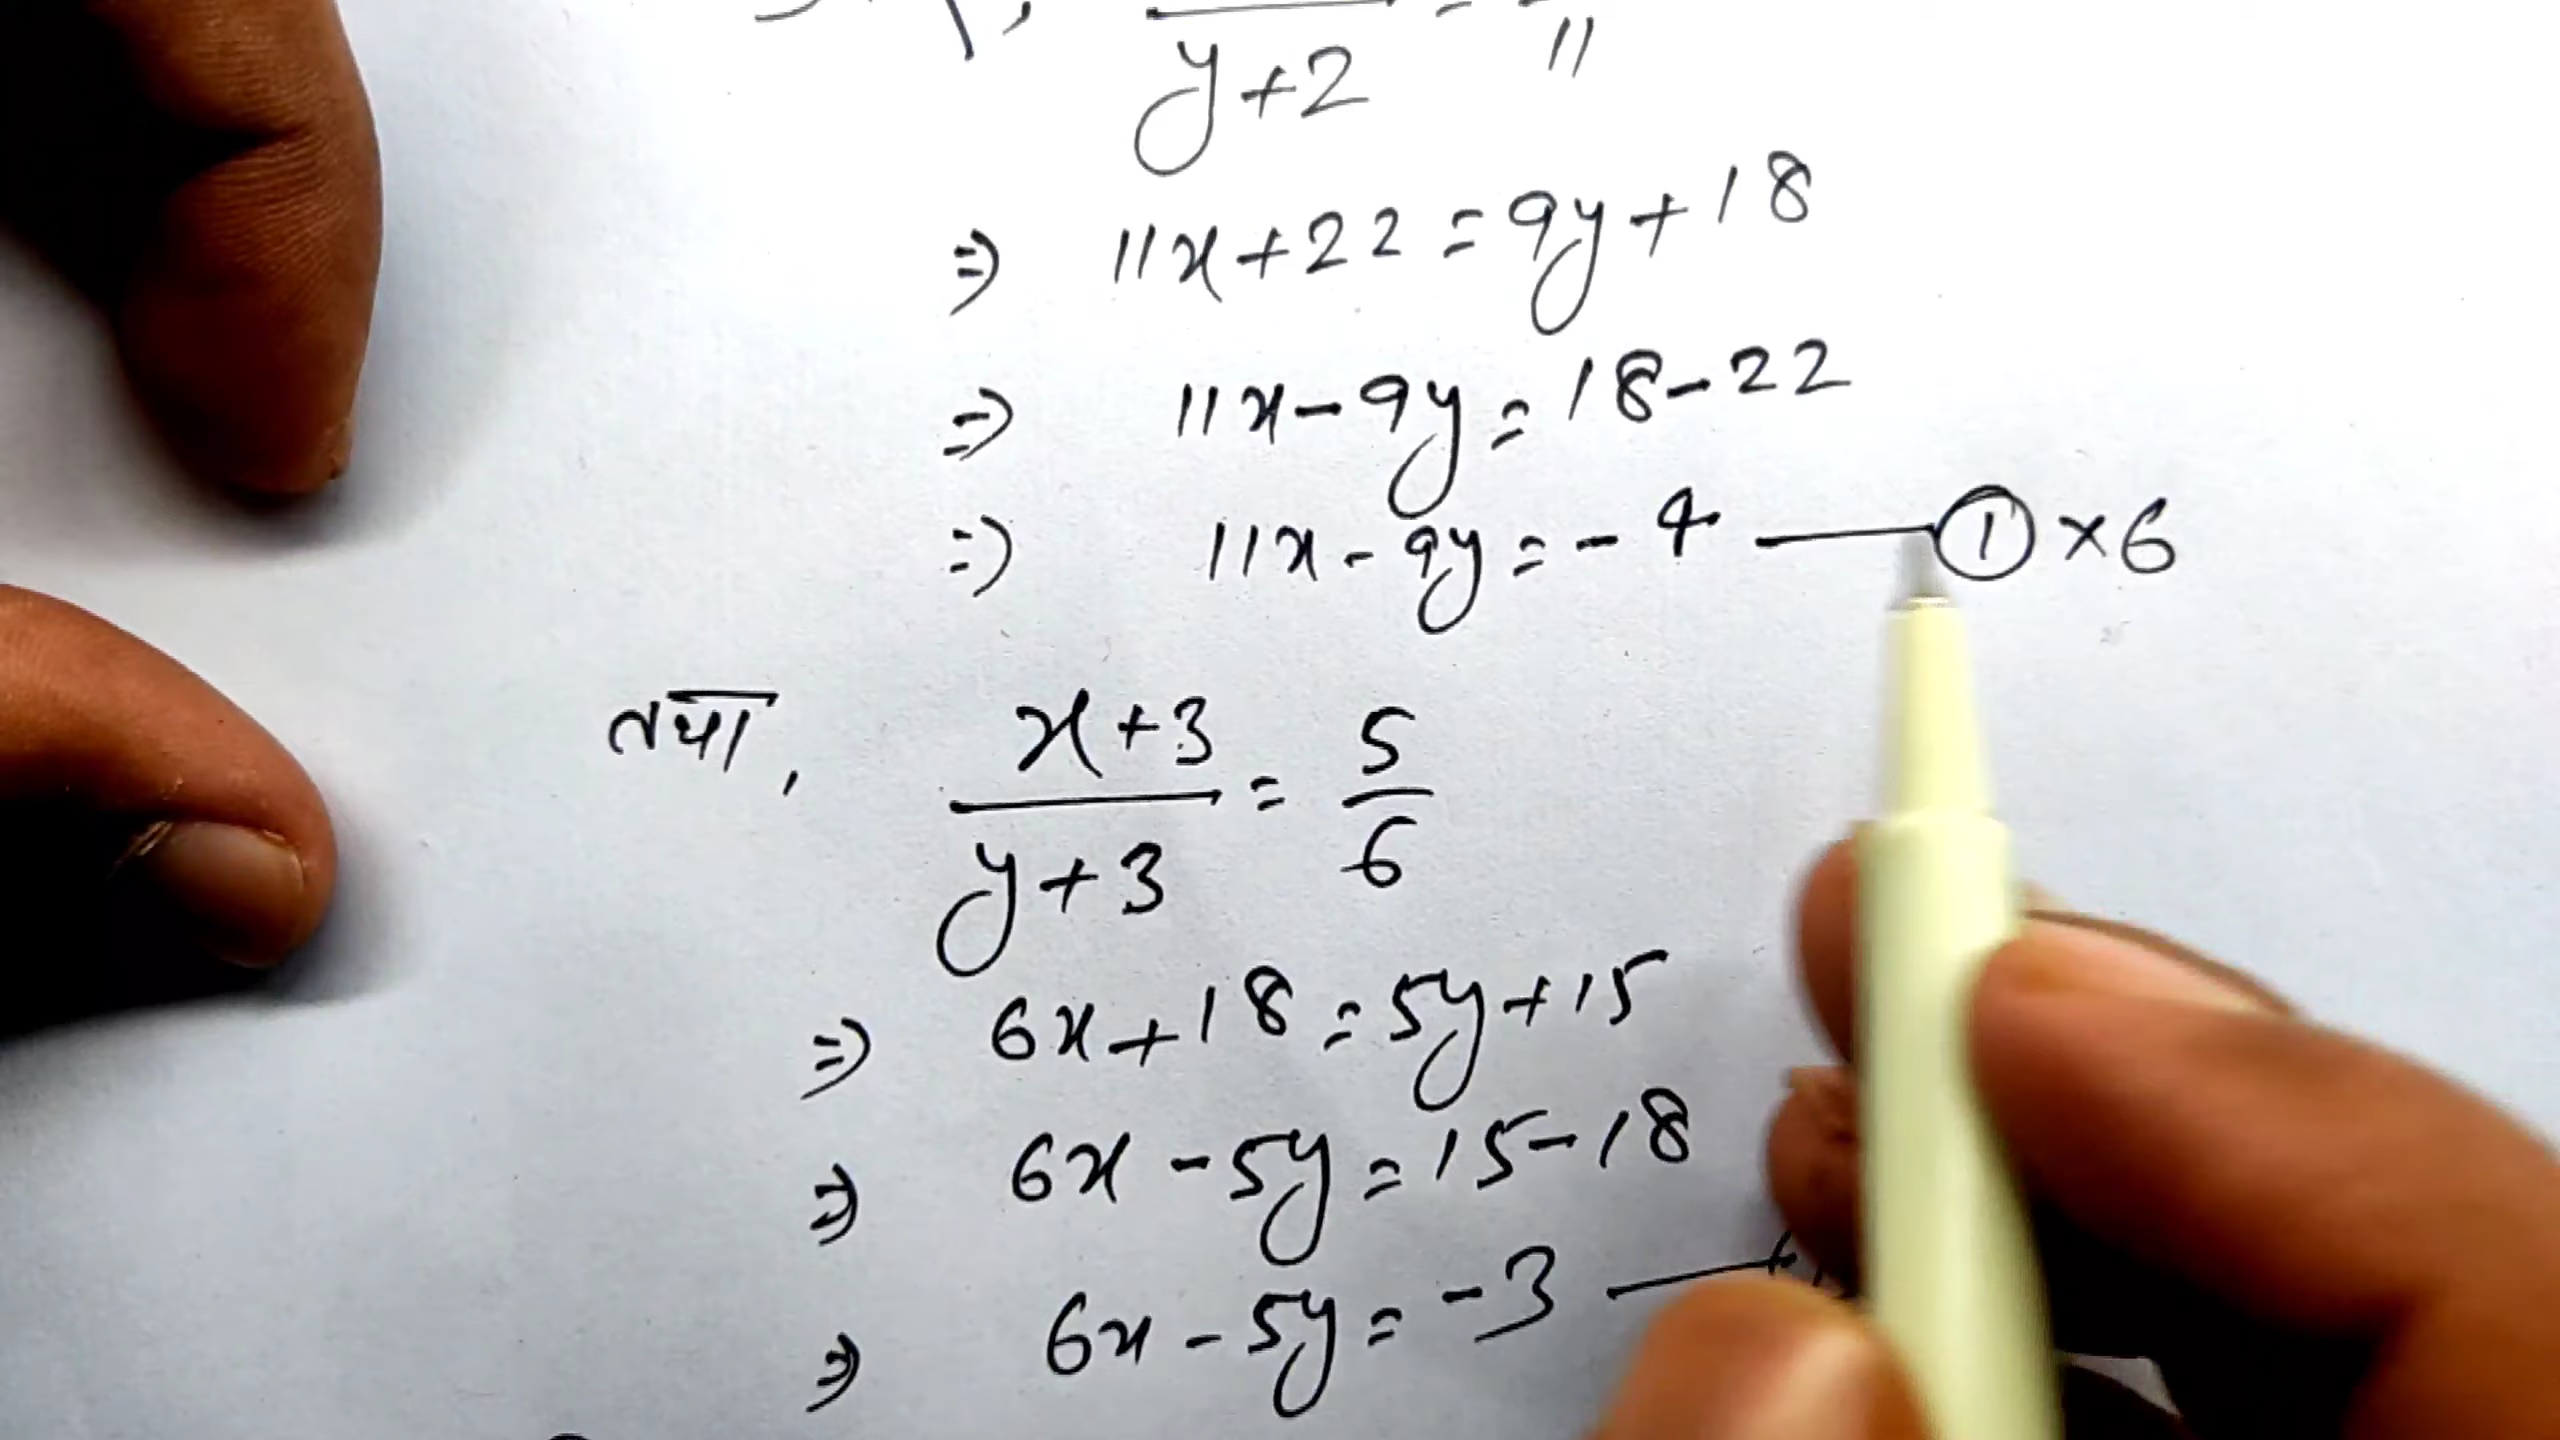 y+2 = 11
=> 11x+22 = 9y+18
=> 11x-9y = 18-22
=> 11x-9y = -4 — ① ×6
तथा, x+3/y+3 = 5/6
=> 6x+18 = 5y+15
=> 6x-5y = 15-18
=> 6x-5y = -3 —